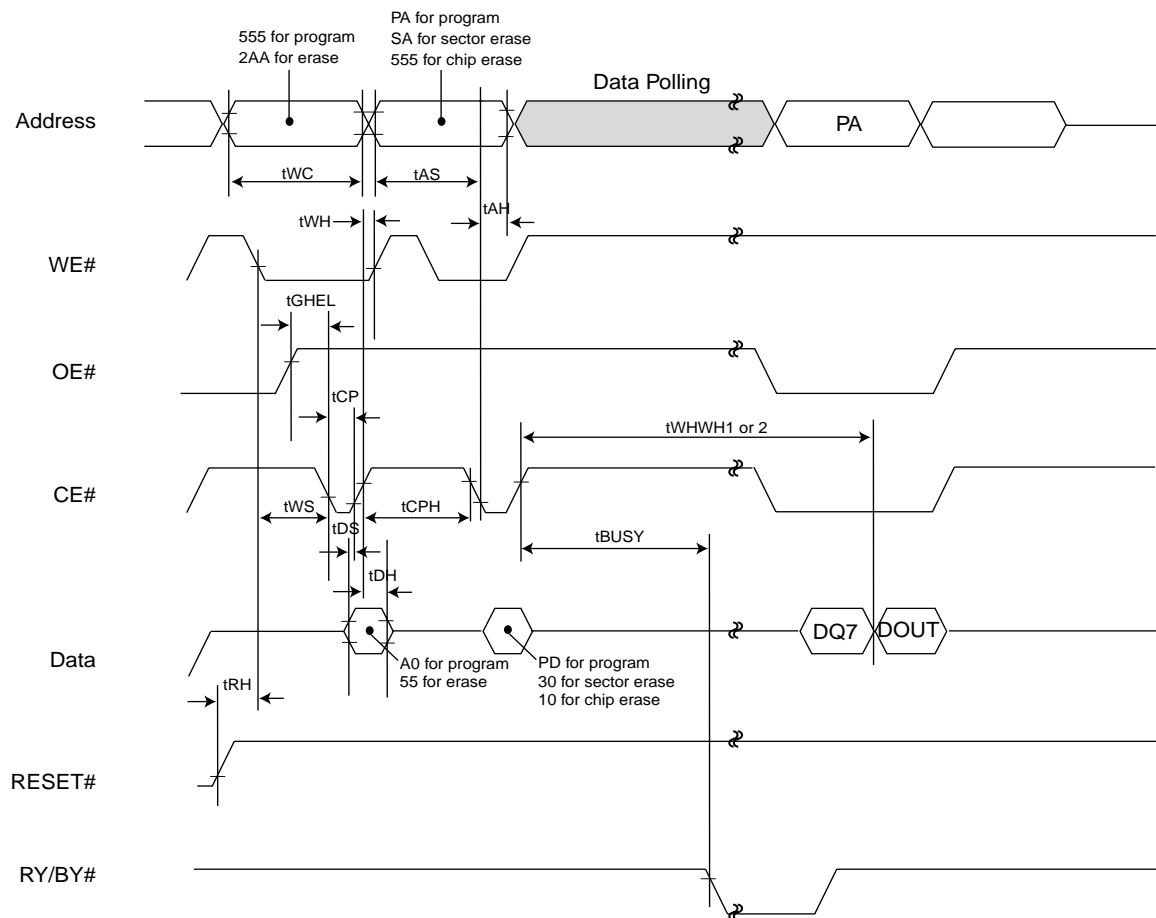 555 for program
2AA for erase
PA for program
SA for sector erase
555 for chip erase
Data Polling
Address
PA
tWC
tAS
tWH
tAH
WE#
tGHEL
OE#
tCP
tWHWH1 or 2
CE#
tWS
tCPH
tDS
tBUSY
tDH
Data
DQ7
DOUT
A0 for program
55 for erase
PD for program
30 for sector erase
10 for chip erase
tRH
RESET#
RY/BY#